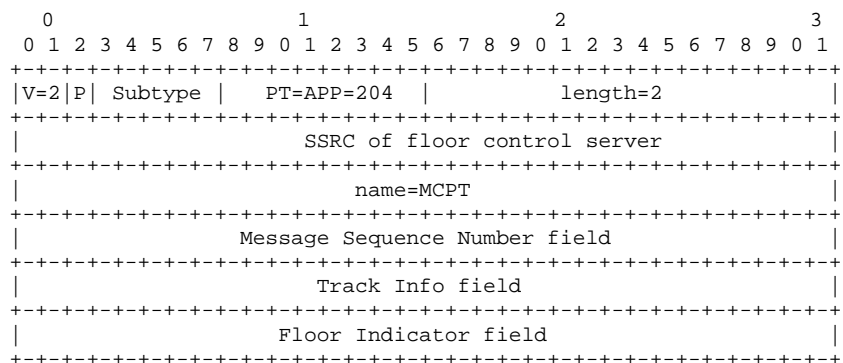 0                   1                   2                   3
0 1 2 3 4 5 6 7 8 9 0 1 2 3 4 5 6 7 8 9 0 1 2 3 4 5 6 7 8 9 0 1
+-+-+-+-+-+-+-+-+-+-+-+-+-+-+-+-+-+-+-+-+-+-+-+-+-+-+-+-+-+-+-+-+
|V=2|P| Subtype |   PT=APP=204  |          length=2             |
+-+-+-+-+-+-+-+-+-+-+-+-+-+-+-+-+-+-+-+-+-+-+-+-+-+-+-+-+-+-+-+-+
|                      SSRC of floor control server             |
+-+-+-+-+-+-+-+-+-+-+-+-+-+-+-+-+-+-+-+-+-+-+-+-+-+-+-+-+-+-+-+-+
|                          name=MCPT                            |
+-+-+-+-+-+-+-+-+-+-+-+-+-+-+-+-+-+-+-+-+-+-+-+-+-+-+-+-+-+-+-+-+
|                 Message Sequence Number field                 |
+-+-+-+-+-+-+-+-+-+-+-+-+-+-+-+-+-+-+-+-+-+-+-+-+-+-+-+-+-+-+-+-+
|                       Track Info field                        |
+-+-+-+-+-+-+-+-+-+-+-+-+-+-+-+-+-+-+-+-+-+-+-+-+-+-+-+-+-+-+-+-+
|                    Floor Indicator field                      |
+-+-+-+-+-+-+-+-+-+-+-+-+-+-+-+-+-+-+-+-+-+-+-+-+-+-+-+-+-+-+-+-+